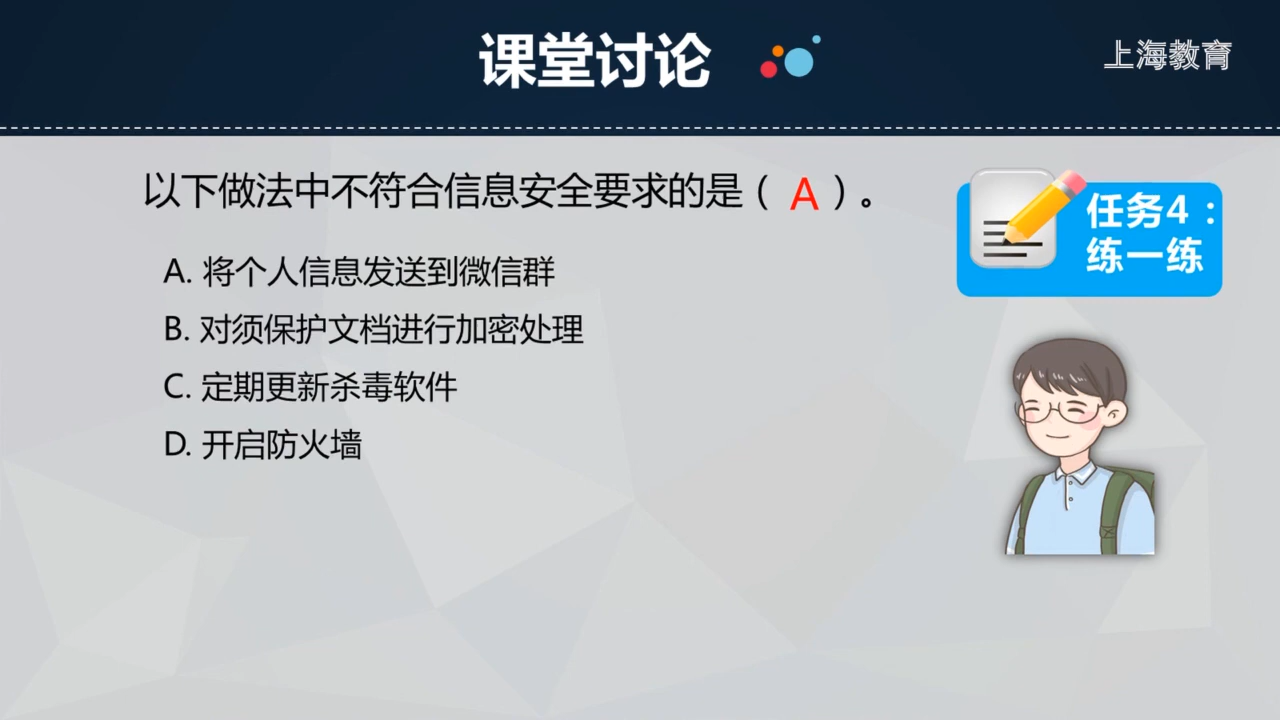 课堂讨论
上海教育
以下做法中不符合信息安全要求的是（ A ）。
任务4：
练一练
A. 将个人信息发送到微信群
B. 对须保护文档进行加密处理
C. 定期更新杀毒软件
D. 开启防火墙